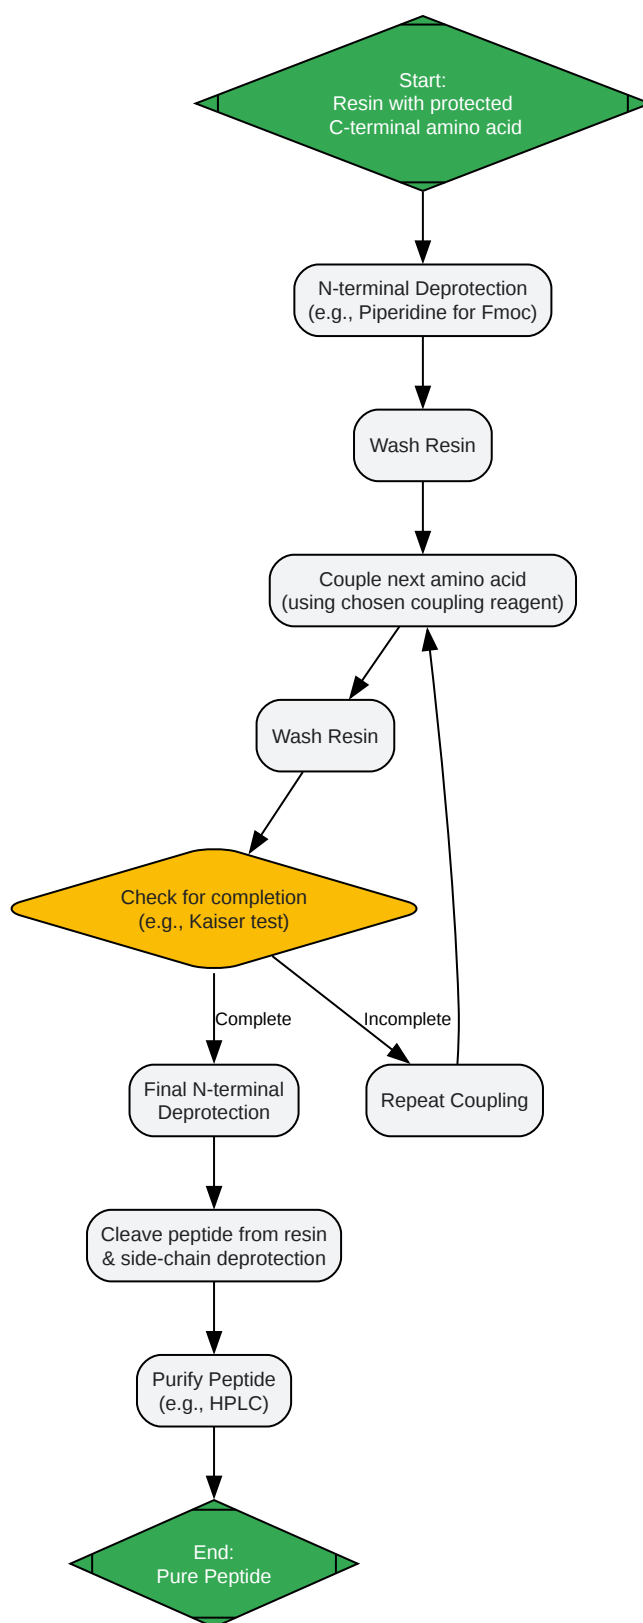 Start:
Resin with protected
C-terminal amino acid
N-terminal Deprotection
(e.g., Piperidine for Fmoc)
Wash Resin
Couple next amino acid
(using chosen coupling reagent)
Wash Resin
Check for completion
(e.g., Kaiser test)
Complete
Incomplete
Final N-terminal
Deprotection
Repeat Coupling
Cleave peptide from resin
& side-chain deprotection
Purify Peptide
(e.g., HPLC)
End:
Pure Peptide